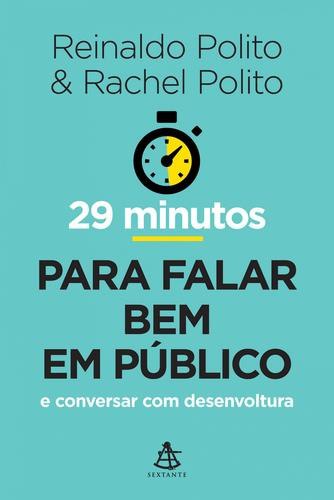 Reinaldo Polito
& Rachel Polito
29 minutos
PARA FALAR
BEM
EM PÚBLICO
e conversar com desenvoltura
SEXTANTE